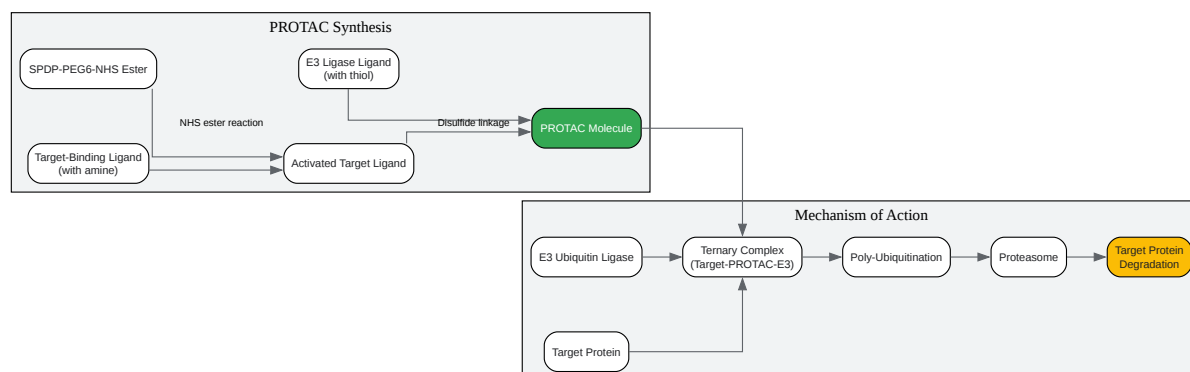 PROTAC Synthesis
SPDP-PEG6-NHS Ester
E3 Ligase Ligand
(with thiol)
NHS ester reaction
Disulfide linkage
PROTAC Molecule
Target-Binding Ligand
(with amine)
Activated Target Ligand
Mechanism of Action
E3 Ubiquitin Ligase
Ternary Complex
(Target-PROTAC-E3)
Poly-Ubiquitination
Proteasome
Target Protein
Degradation
Target Protein